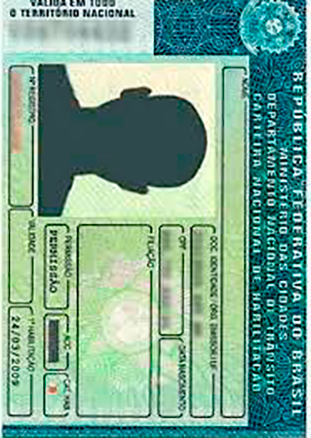 VÁLIDA EM TODO
O TERRITÓRIO NACIONAL
REPÚBLICA FEDERATIVA DO BRASIL
MINISTÉRIO DAS CIDADES
DEPARTAMENTO NACIONAL DE TRÂNSITO
CARTEIRA NACIONAL DE HABILITAÇÃO
NOME
DOC. IDENTIDADE / ORG. EMISSOR / UF
CPF
DATA NASCIMENTO
FILIAÇÃO
PERMISSÃO
PERMISSÃO
ACC
CAT. HAB.
Nº REGISTRO
VALIDADE
1ª HABILITAÇÃO
24/03/2009